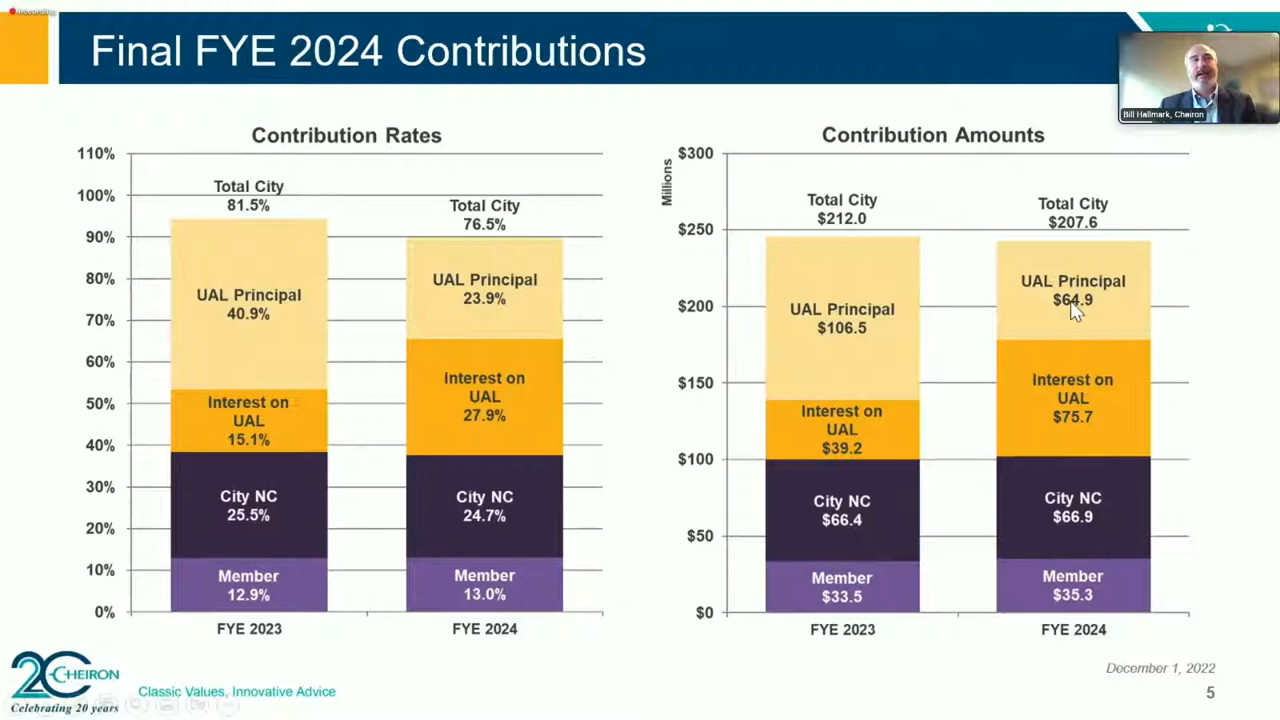 Recording
Final FYE 2024 Contributions
Bill Hallmark, Cheiron
Contribution Rates
110%
100%
90%
80%
70%
60%
50%
40%
30%
20%
10%
0%
Total City
81.5%
UAL Principal
40.9%
Interest on
UAL
15.1%
City NC
25.5%
Member
12.9%
FYE 2023
Total City
76.5%
UAL Principal
23.9%
Interest on
UAL
27.9%
City NC
24.7%
Member
13.0%
FYE 2024
Contribution Amounts
Millions
$300
$250
$200
$150
$100
$50
$0
Total City
$212.0
UAL Principal
$106.5
Interest on
UAL
$39.2
City NC
$66.4
Member
$33.5
FYE 2023
Total City
$207.6
UAL Principal
$64.9
Interest on
UAL
$75.7
City NC
$66.9
Member
$35.3
FYE 2024
December 1, 2022
20 CHEIRON
Celebrating 20 years
Classic Values, Innovative Advice
5